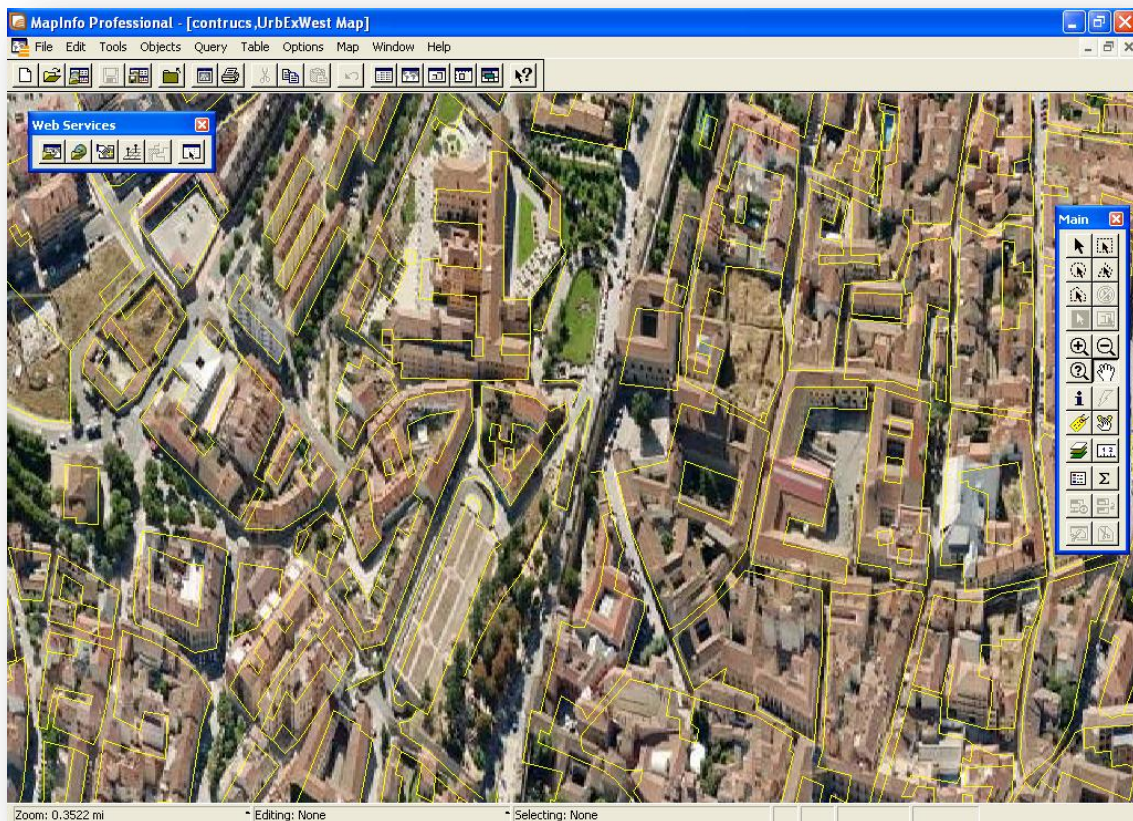 MapInfo Professional - [contrucs,UrbExWest Map]
File Edit Tools Objects Query Table Options Map Window Help
Web Services
Main
Zoom: 0.3522 mi Editing: None Selecting: None